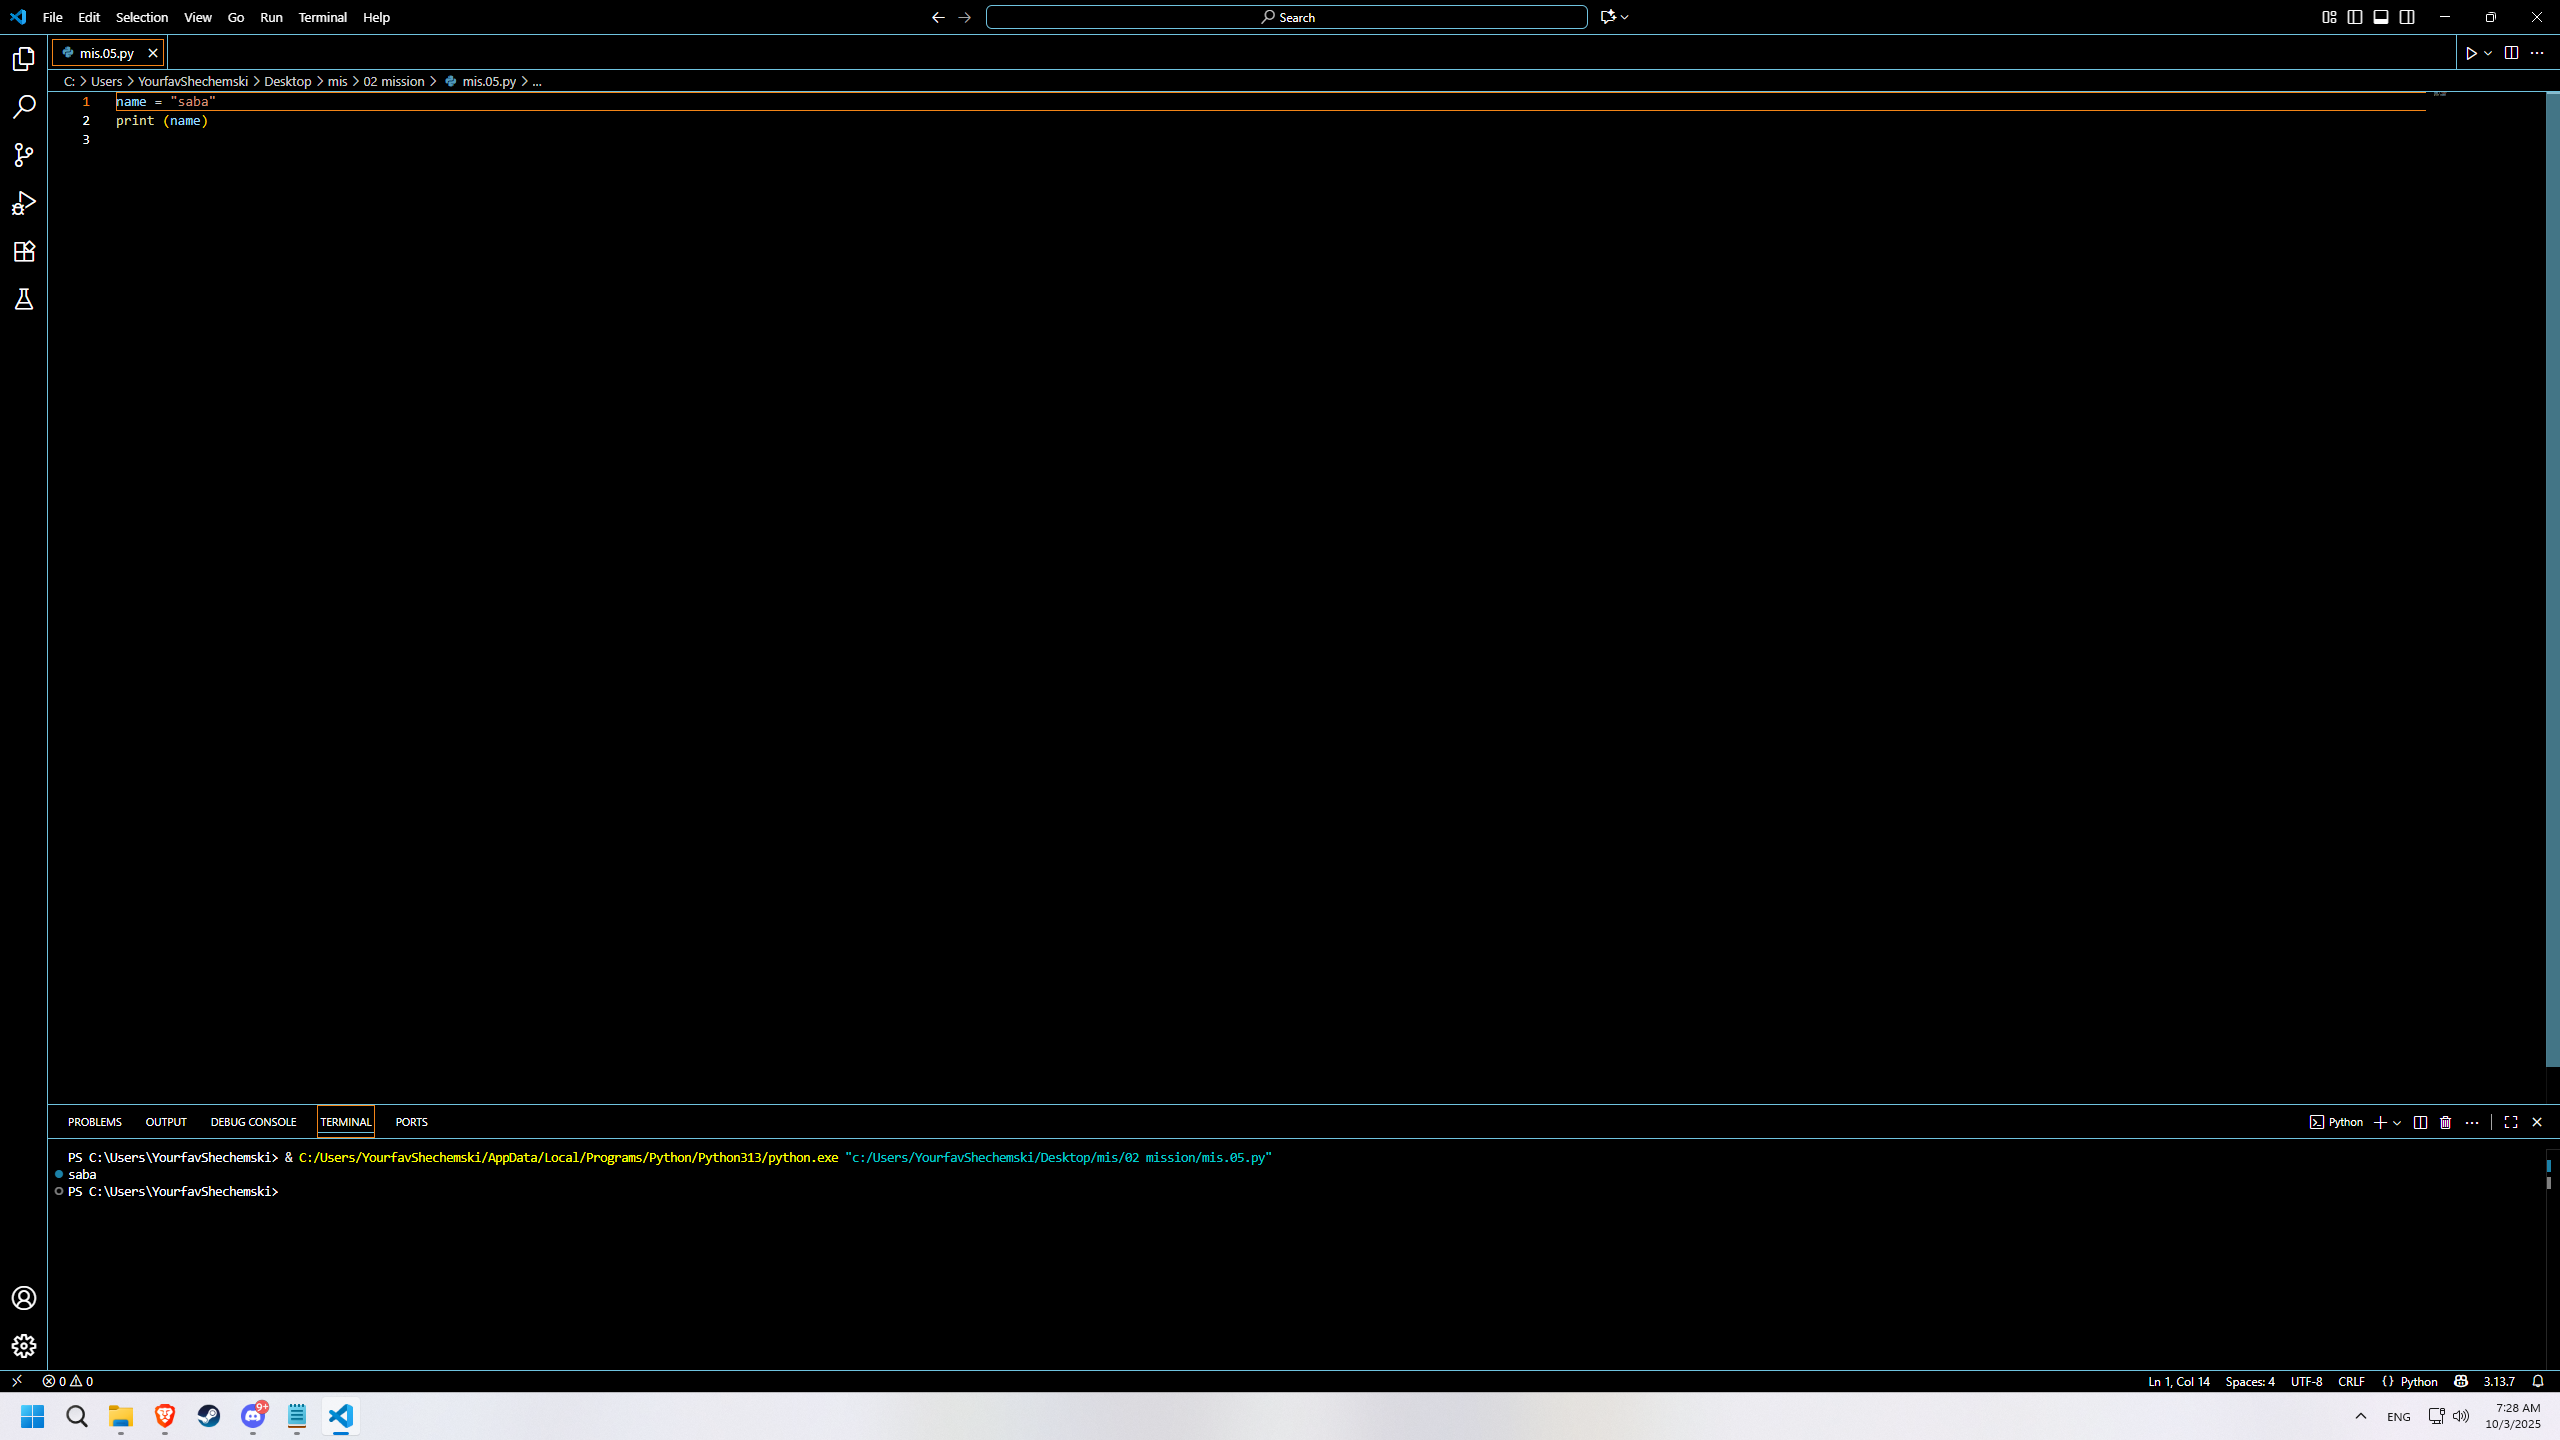 File Edit Selection View Go Run Terminal Help
Search
mis.05.py
C: > Users > YourfavShechemski > Desktop > mis > 02 mission > mis.05.py > ...
1 name = "saba"
2 print (name)
3
PROBLEMS OUTPUT DEBUG CONSOLE TERMINAL PORTS
Python
PS C:\Users\YourfavShechemski> & C:/Users/YourfavShechemski/AppData/Local/Programs/Python/Python313/python.exe "c:/Users/YourfavShechemski/Desktop/mis/02 mission/mis.05.py"
saba
PS C:\Users\YourfavShechemski>
0 0
Ln 1, Col 14 Spaces: 4 UTF-8 CRLF {} Python 3.13.7
9+
ENG
7:28 AM
10/3/2025